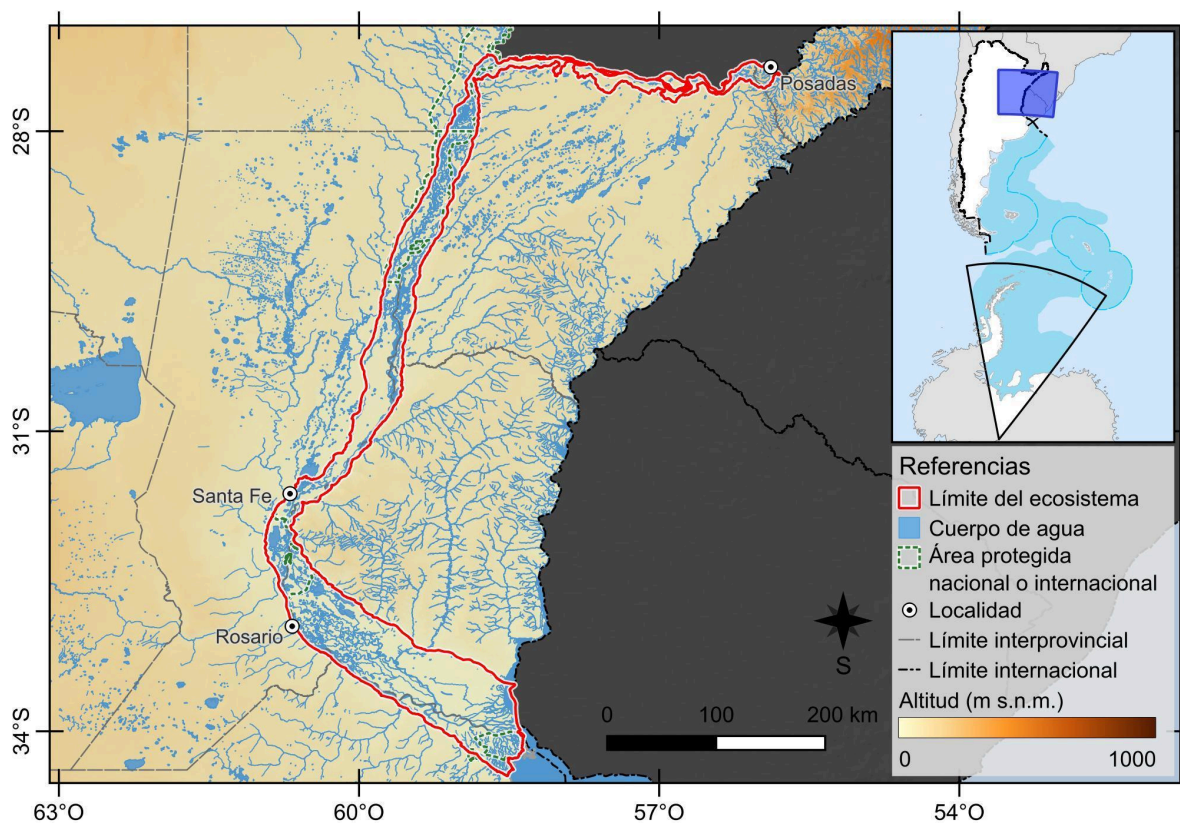 28°S
31°S
34°S
63°O
60°O
57°O
54°O
Posadas
Santa Fe
Rosario
S
0 100 200 km
Referencias
Límite del ecosistema
Cuerpo de agua
Área protegida
nacional o internacional
Localidad
Límite interprovincial
Límite internacional
Altitud (m s.n.m.)
0 1000